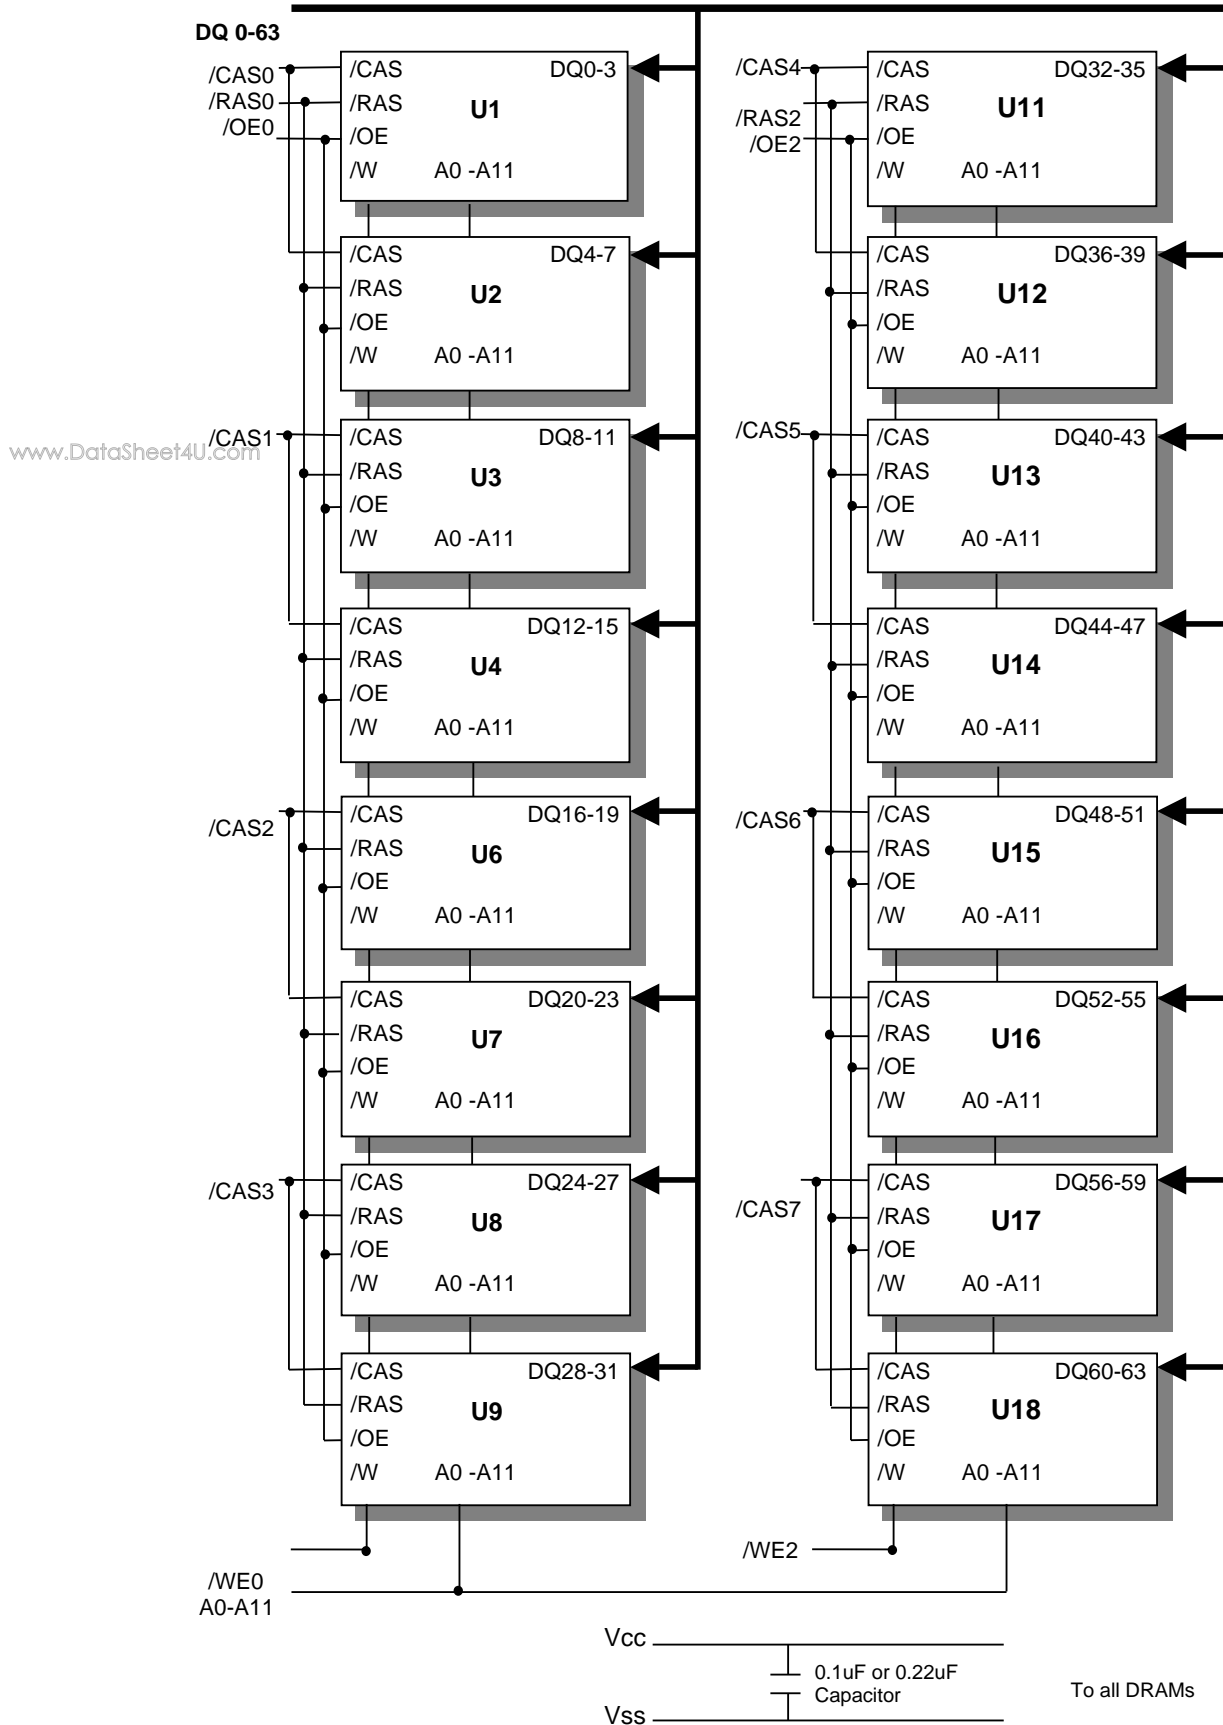 DQ 0-63
/CAS0
/RAS0
/OE0
/CAS DQ0-3
/RAS U1
/OE
/W A0 -A11
/CAS DQ4-7
/RAS U2
/OE
/W A0 -A11
/CAS1
www.DataSheet4U.com
/CAS DQ8-11
/RAS U3
/OE
/W A0 -A11
/CAS DQ12-15
/RAS U4
/OE
/W A0 -A11
/CAS2
/CAS DQ16-19
/RAS U6
/OE
/W A0 -A11
/CAS DQ20-23
/RAS U7
/OE
/W A0 -A11
/CAS3
/CAS DQ24-27
/RAS U8
/OE
/W A0 -A11
/CAS DQ28-31
/RAS U9
/OE
/W A0 -A11
/WE0
A0-A11
/CAS4
/RAS2
/OE2
/CAS DQ32-35
/RAS U11
/OE
/W A0 -A11
/CAS DQ36-39
/RAS U12
/OE
/W A0 -A11
/CAS5
/CAS DQ40-43
/RAS U13
/OE
/W A0 -A11
/CAS DQ44-47
/RAS U14
/OE
/W A0 -A11
/CAS6
/CAS DQ48-51
/RAS U15
/OE
/W A0 -A11
/CAS DQ52-55
/RAS U16
/OE
/W A0 -A11
/CAS7
/CAS DQ56-59
/RAS U17
/OE
/W A0 -A11
/CAS DQ60-63
/RAS U18
/OE
/W A0 -A11
/WE2
Vcc
0.1uF or 0.22uF
Capacitor
To all DRAMs
Vss